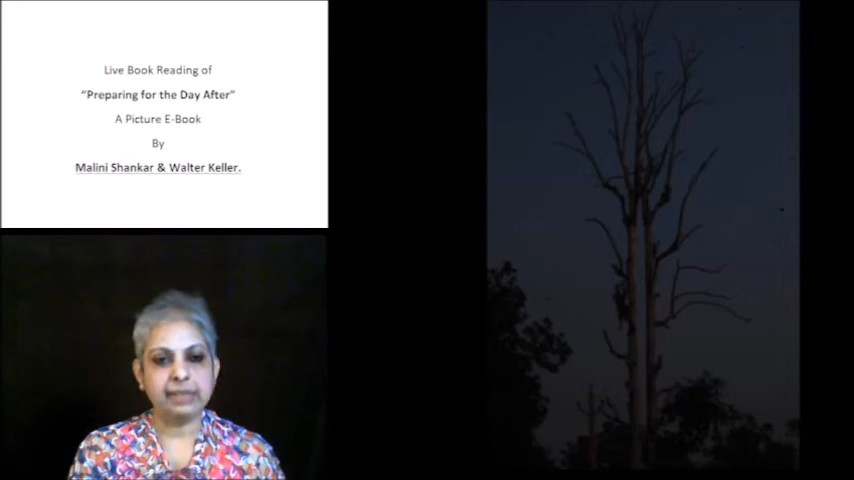 Live Book Reading of
“Preparing for the Day After”
A Picture E-Book
By
Malini Shankar & Walter Keller.